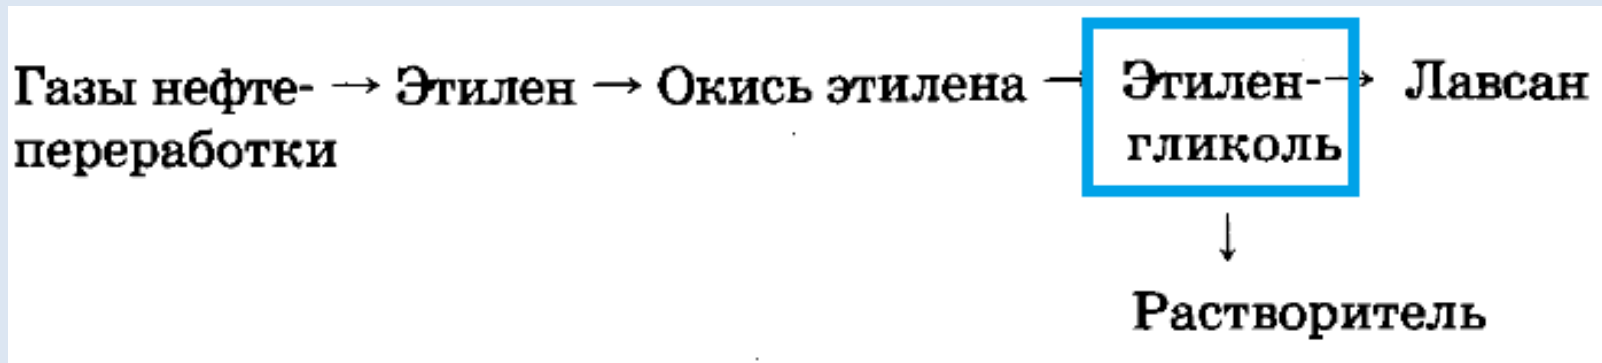 Газы нефте- → Этилен → Окись этилена → Этилен- → Лавсан
переработки гликоль
↓
Растворитель